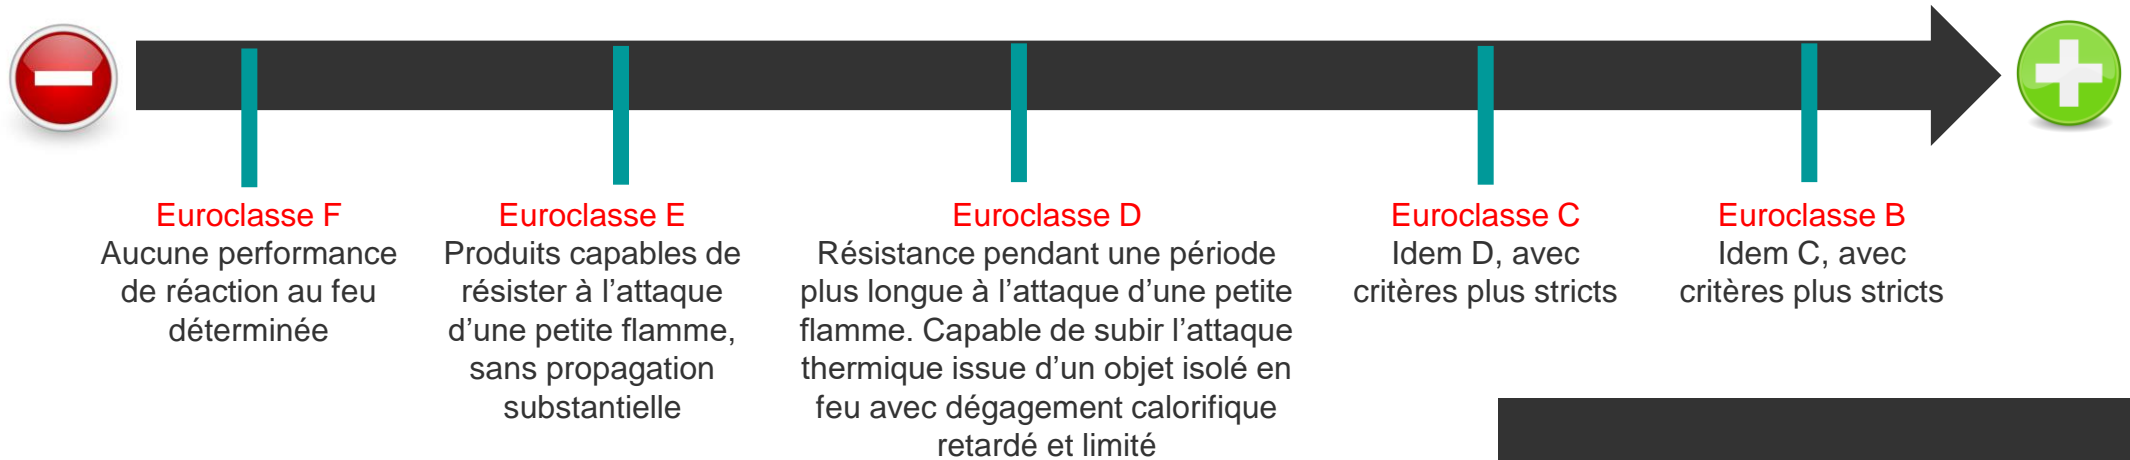 Euroclasse F
Aucune performance
de réaction au feu
déterminée
Euroclasse E
Produits capables de
résister à l’attaque
d’une petite flamme,
sans propagation
substantielle
Euroclasse D
Résistance pendant une période
plus longue à l’attaque d’une petite
flamme. Capable de subir l’attaque
thermique issue d’un objet isolé en
feu avec dégagement calorifique
retardé et limité
Euroclasse C
Idem D, avec
critères plus stricts
Euroclasse B
Idem C, avec
critères plus stricts